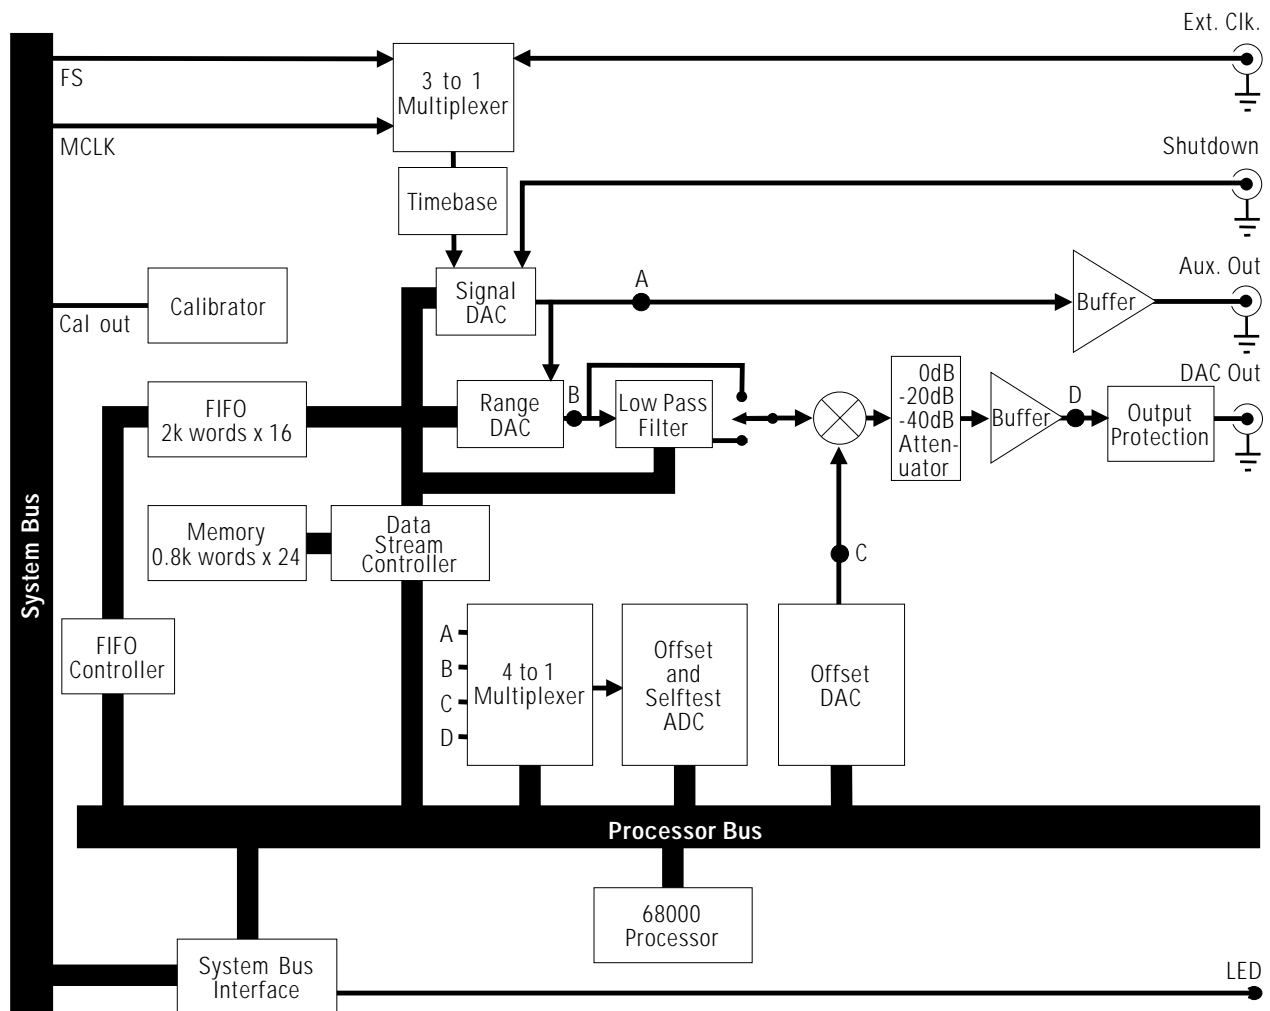 Ext. Clk.
FS
3 to 1
Multiplexer
MCLK
Shutdown
Timebase
Aux. Out
A
Signal
DAC
Buffer
Calibrator
Cal out
DAC Out
FIFO
2k words x 16
Range
DAC
B
Low Pass
Filter
0dB
-20dB
-40dB
Atten-
uator
Buffer
D
Output
Protection
System Bus
Memory
0.8k words x 24
Data
Stream
Controller
C
FIFO
Controller
A
B
C
D
4 to 1
Multiplexer
Offset
and
Selftest
ADC
Offset
DAC
Processor Bus
68000
Processor
System Bus
Interface
LED